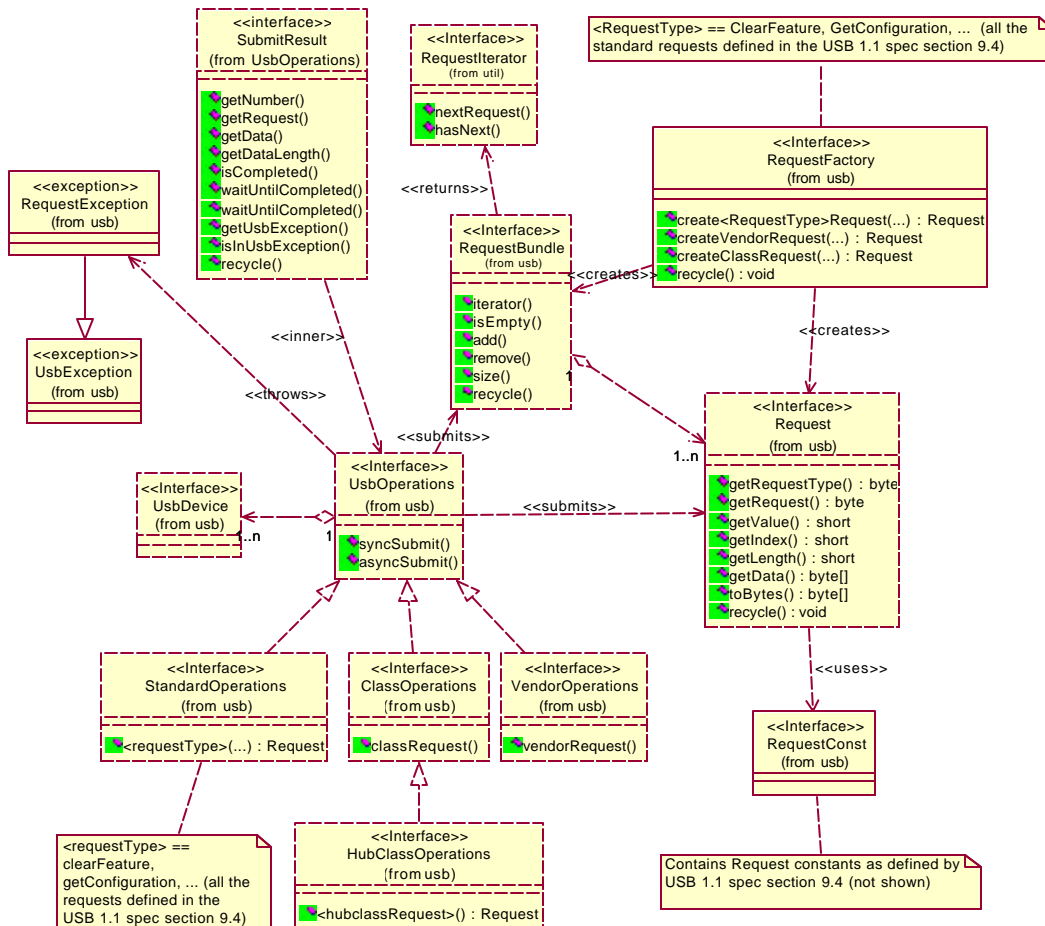 <<interface>>
SubmitResult
(from UsbOperations)
getNumber()
getRequest()
getData()
getDataLength()
isCompleted()
waitUntilCompleted()
waitUntilCompleted()
getUsbException()
isInUsbException()
recycle()
<<Interface>>
RequestIterator
(from util)
nextRequest()
hasNext()
<RequestType> == ClearFeature, GetConfiguration, ... (all the
standard requests defined in the USB 1.1 spec section 9.4)
<<Interface>>
RequestFactory
(from usb)
create<RequestType>Request(...) : Request
createVendorRequest(...) : Request
createClassRequest(...) : Request
recycle() : void
<<exception>>
RequestException
(from usb)
<<returns>>
<<Interface>>
RequestBundle
(from usb)
iterator()
isEmpty()
add()
remove()
size()
recycle()
<<creates>>
<<creates>>
<<inner>>
<<exception>>
UsbException
(from usb)
<<throws>>
1
<<submits>>
1..n
<<Interface>>
Request
(from usb)
getRequestType() : byte
getRequest() : byte
getValue() : short
getIndex() : short
getLength() : short
getData() : byte[]
toBytes() : byte[]
recycle() : void
<<Interface>>
UsbOperations
(from usb)
syncSubmit()
asyncSubmit()
<<Interface>>
UsbDevice
(from usb)
1..n
1
<<submits>>
<<Interface>>
StandardOperations
(from usb)
<requestType>(...) : Request
<<Interface>>
ClassOperations
(from usb)
classRequest()
<<Interface>>
VendorOperations
(from usb)
vendorRequest()
<<uses>>
<<Interface>>
RequestConst
(from usb)
<requestType> ==
clearFeature,
getConfiguration, ... (all the
requests defined in the
USB 1.1 spec section 9.4)
<<Interface>>
HubClassOperations
(from usb)
<hubclassRequest>() : Request
Contains Request constants as defined by
USB 1.1 spec section 9.4 (not shown)